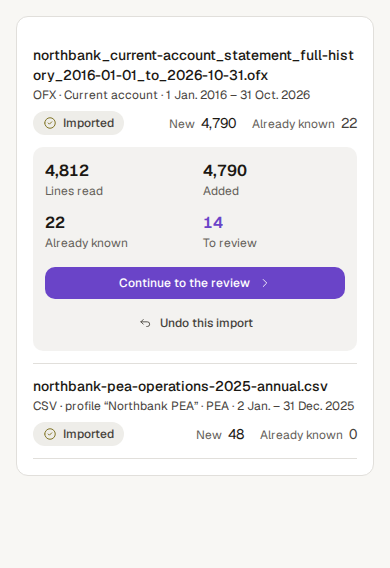 northbank_current-account_statement_full-hist
ory_2016-01-01_to_2026-10-31.ofx
OFX · Current account · 1 Jan. 2016 – 31 Oct. 2026
Imported New 4,790 Already known 22
4,812 4,790
Lines read Added
22 14
Already known To review
Continue to the review
Undo this import
northbank-pea-operations-2025-annual.csv
CSV · profile “Northbank PEA” · PEA · 2 Jan. – 31 Dec. 2025
Imported New 48 Already known 0